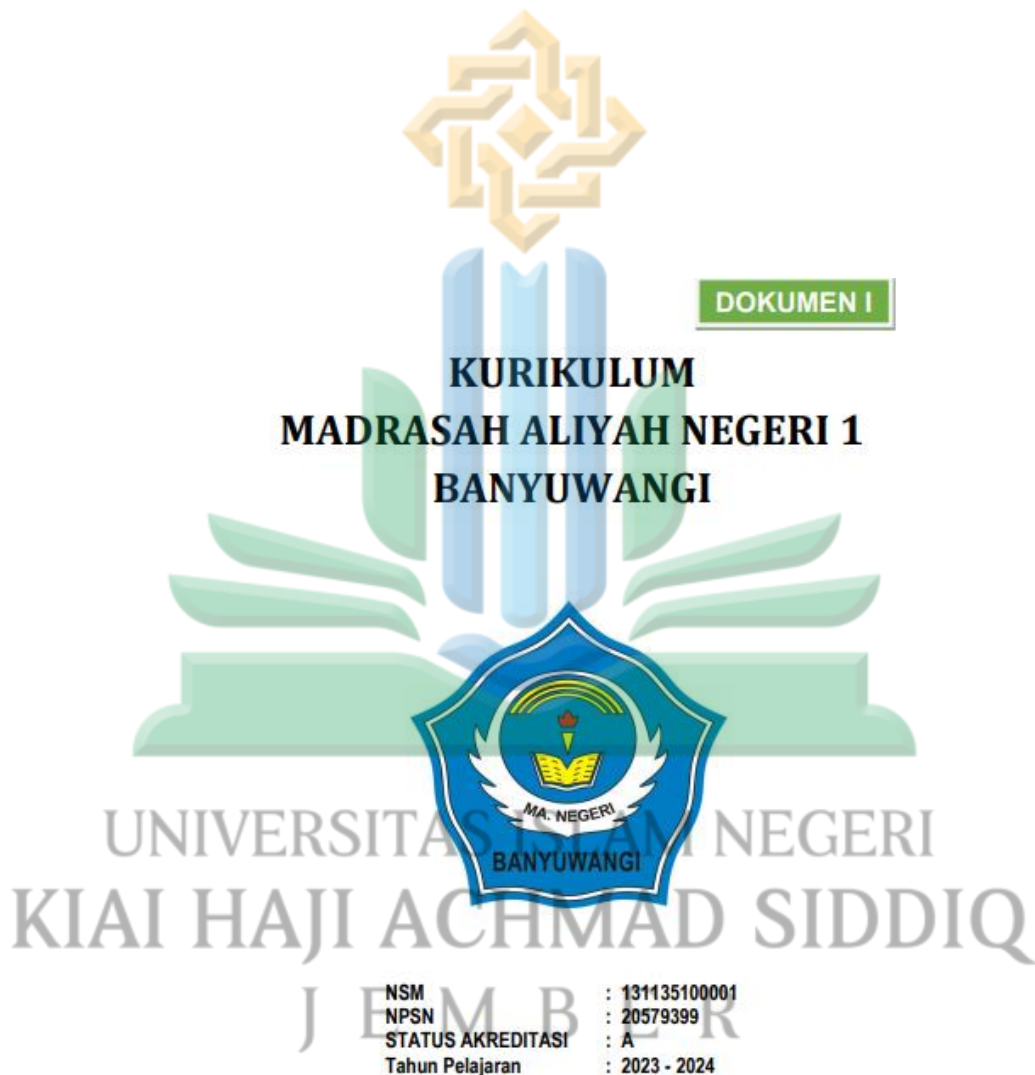 DOKUMEN I
KURIKULUM
MADRASAH ALIYAH NEGERI 1
BANYUWANGI
MA. NEGERI
BANYUWANGI
UNIVERSITAS ISLAM NEGERI
KIAI HAJI ACHMAD SIDDIQ
JEMBER
NSM : 131135100001
NPSN : 20579399
STATUS AKREDITASI : A
Tahun Pelajaran : 2023 - 2024